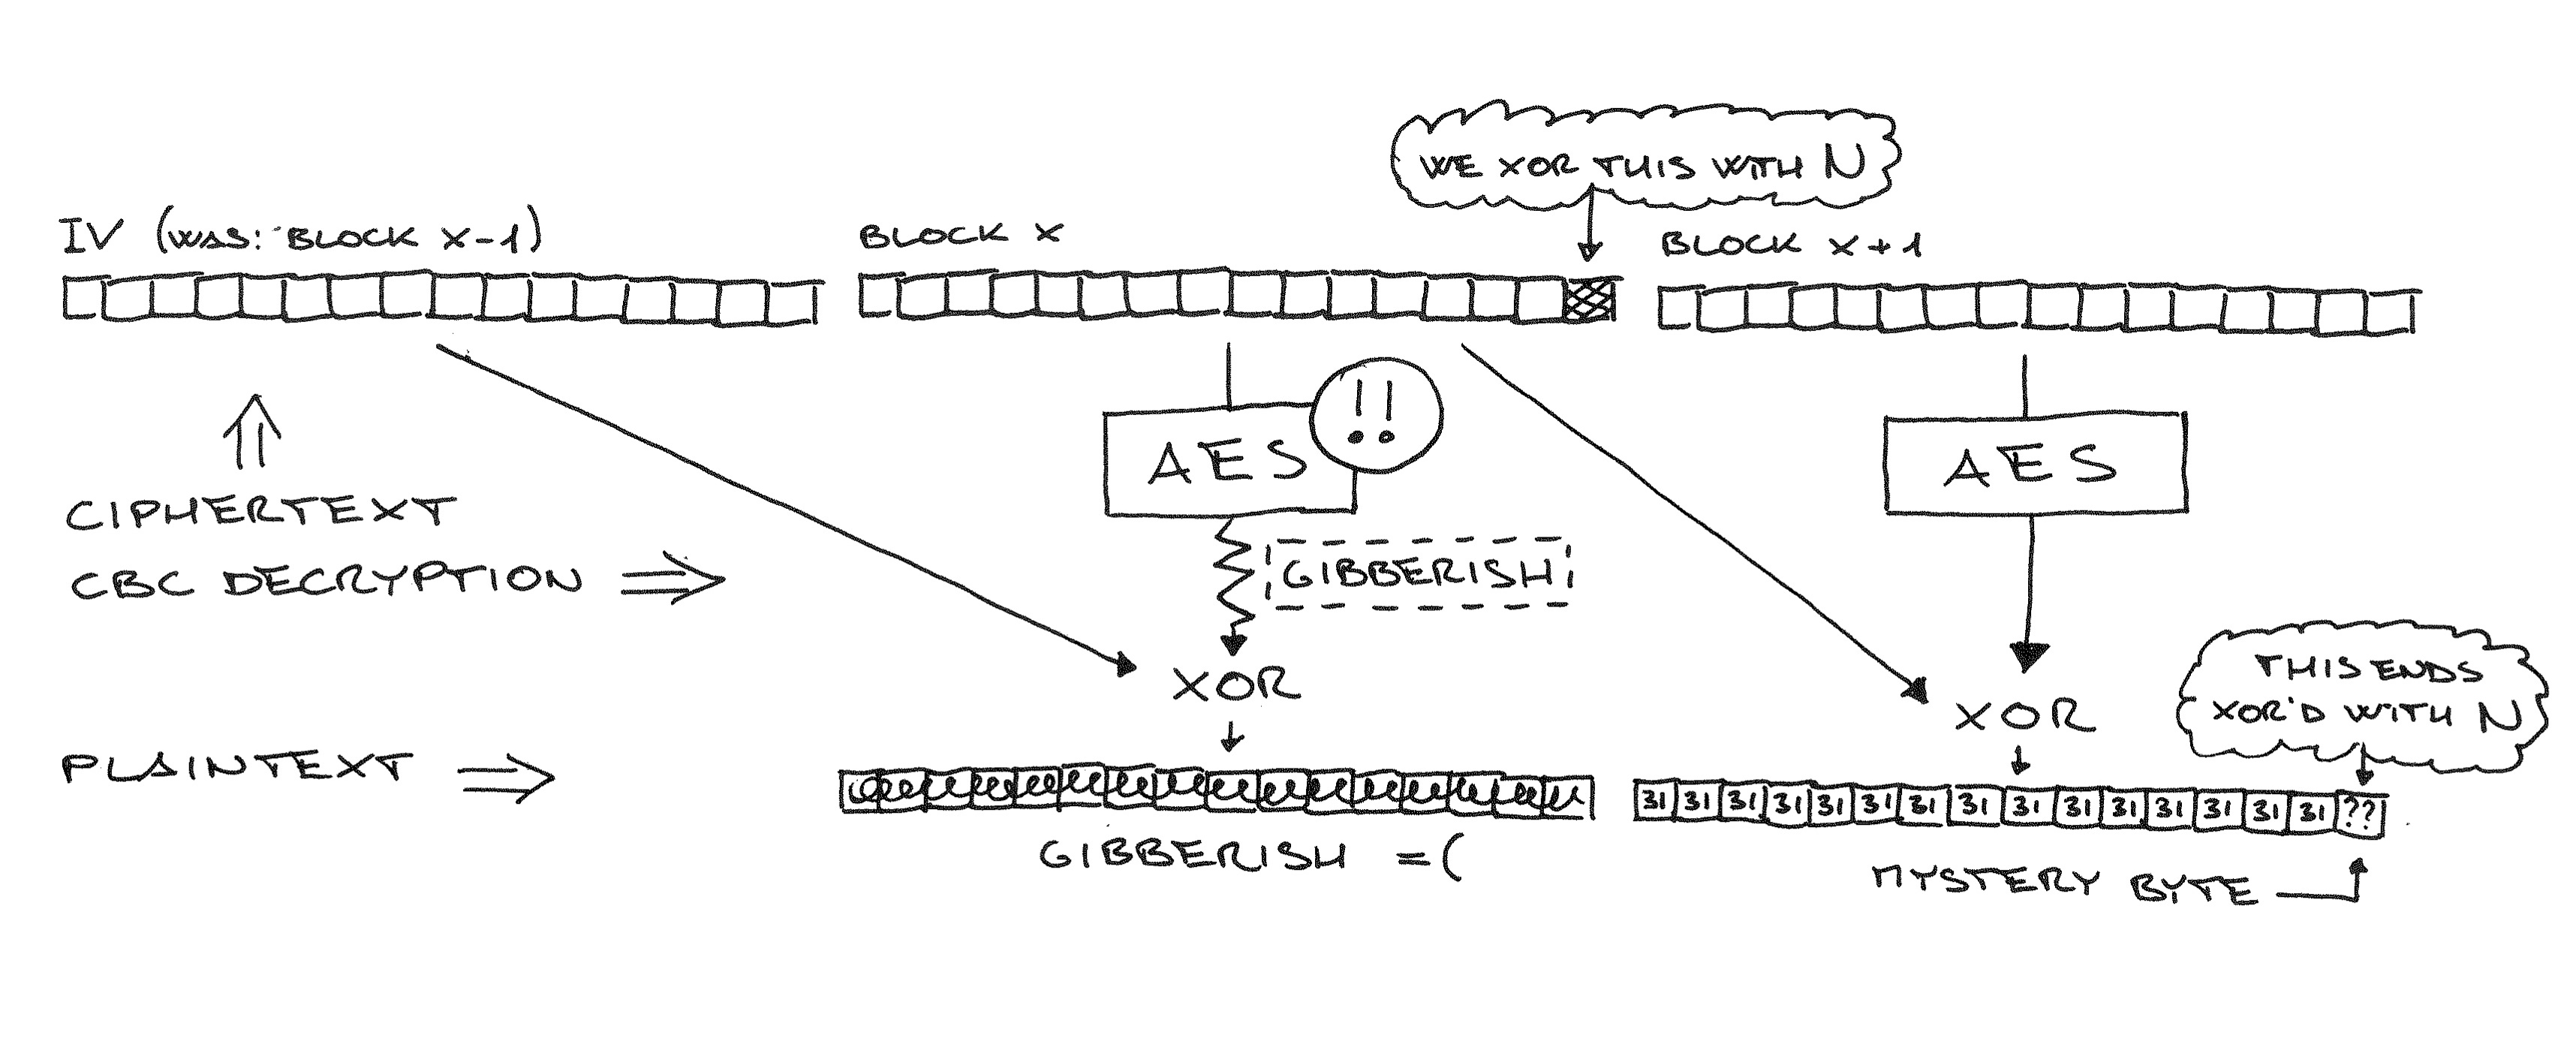 WE XOR THIS WITH N
IV (WAS: BLOCK X-1)
BLOCK X
BLOCK X+1
!!
AES
AES
CIPHERTEXT
CBC DECRYPTION ⇒
GIBBERISH
XOR
XOR
THIS ENDS
XOR'D WITH N
PLAINTEXT ⇒
31 31 31 31 31 31 31 31 31 31 31 31 31 31 31 ??
GIBBERISH =(
MYSTERY BYTE